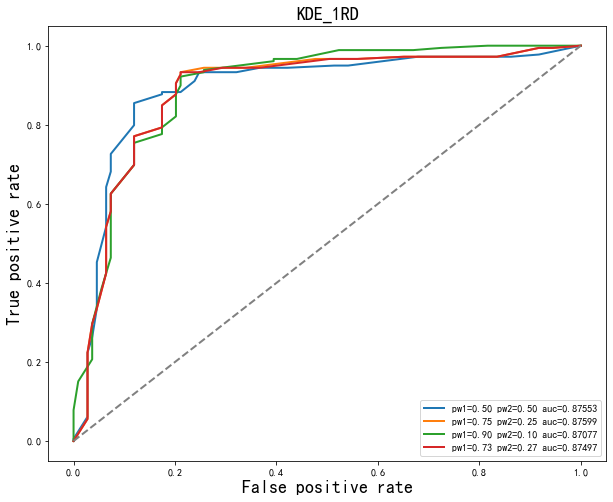 KDE_1RD
True positive rate
1.0
0.8
0.6
0.4
0.2
0.0
pw1=0.50 pw2=0.50 auc=0.87553
pw1=0.75 pw2=0.25 auc=0.87599
pw1=0.90 pw2=0.10 auc=0.87077
pw1=0.73 pw2=0.27 auc=0.87497
0.0 0.2 0.4 0.6 0.8 1.0
False positive rate